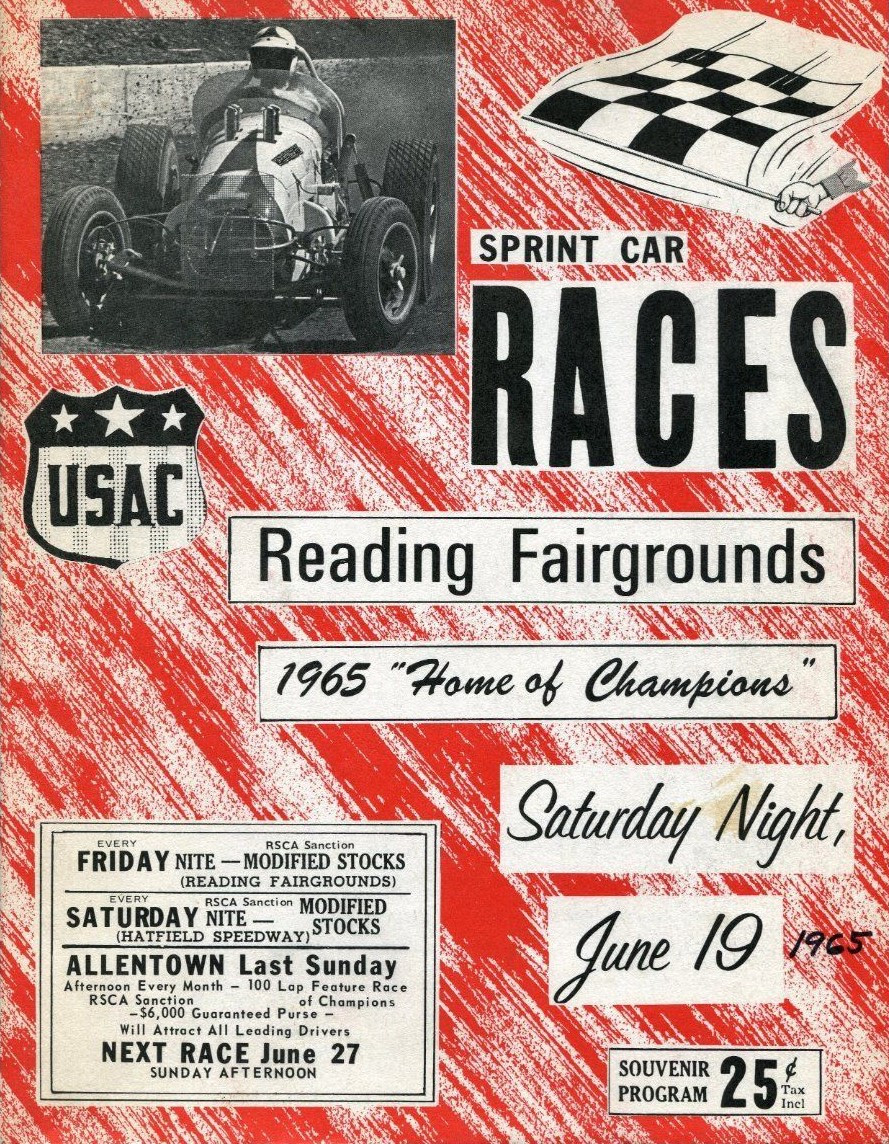 SPRINT CAR
RACES
USAC
Reading Fairgrounds
1965 "Home of Champions"
Saturday Night,
June 19 1965
EVERY RSCA Sanction
FRIDAY NITE — MODIFIED STOCKS
(READING FAIRGROUNDS)
EVERY RSCA Sanction
SATURDAY NITE — MODIFIED STOCKS
(HATFIELD SPEEDWAY)
ALLENTOWN Last Sunday
Afternoon Every Month – 100 Lap Feature Race
RSCA Sanction of Champions
–$6,000 Guaranteed Purse –
Will Attract All Leading Drivers
NEXT RACE June 27
SUNDAY AFTERNOON
SOUVENIR
PROGRAM 25¢ Tax
Incl